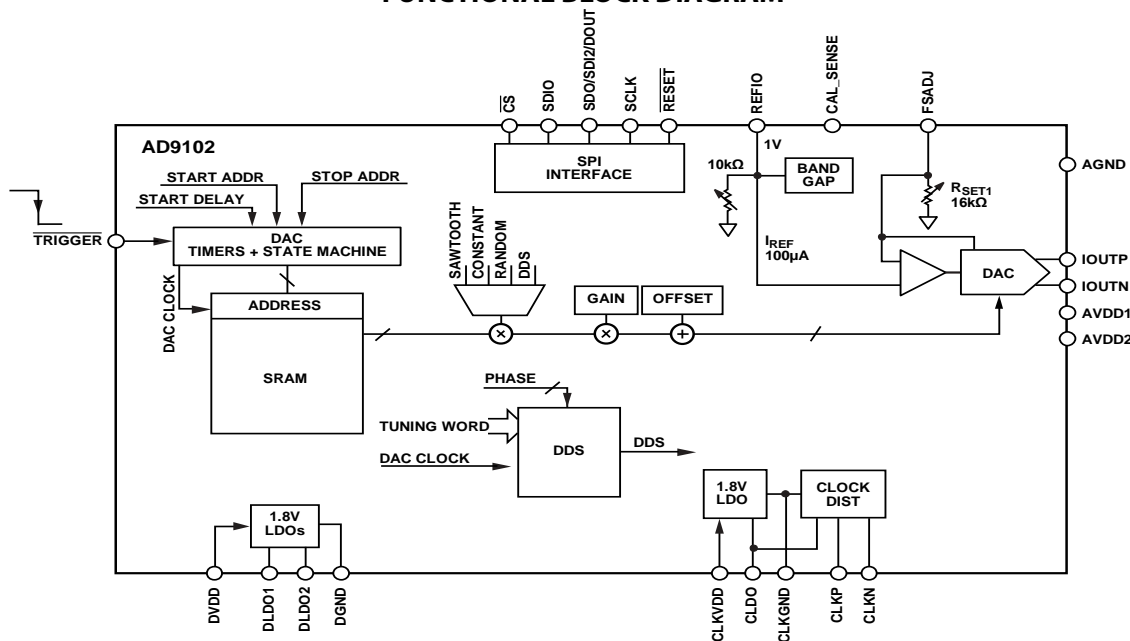 FUNCTIONAL BLOCK DIAGRAM
CS
SDIO
SDO/SDI2/DOUT
SCLK
RESET
REFIO
CAL_SENSE
FSADJ
AD9102
SPI
INTERFACE
1V
10kΩ
BAND
GAP
RSET1
16kΩ
AGND
START ADDR
STOP ADDR
START DELAY
TRIGGER
DAC
TIMERS + STATE MACHINE
DAC CLOCK
ADDRESS
SRAM
SAWTOOTH
CONSTANT
RANDOM
DDS
GAIN
OFFSET
×
×
+
IREF
100µA
DAC
IOUTP
IOUTN
AVDD1
AVDD2
PHASE
TUNING WORD
DAC CLOCK
DDS
DDS
1.8V
LDOs
1.8V
LDO
CLOCK
DIST
DVDD
DLDO1
DLDO2
DGND
CLKVDD
CLDO
CLKGND
CLKP
CLKN